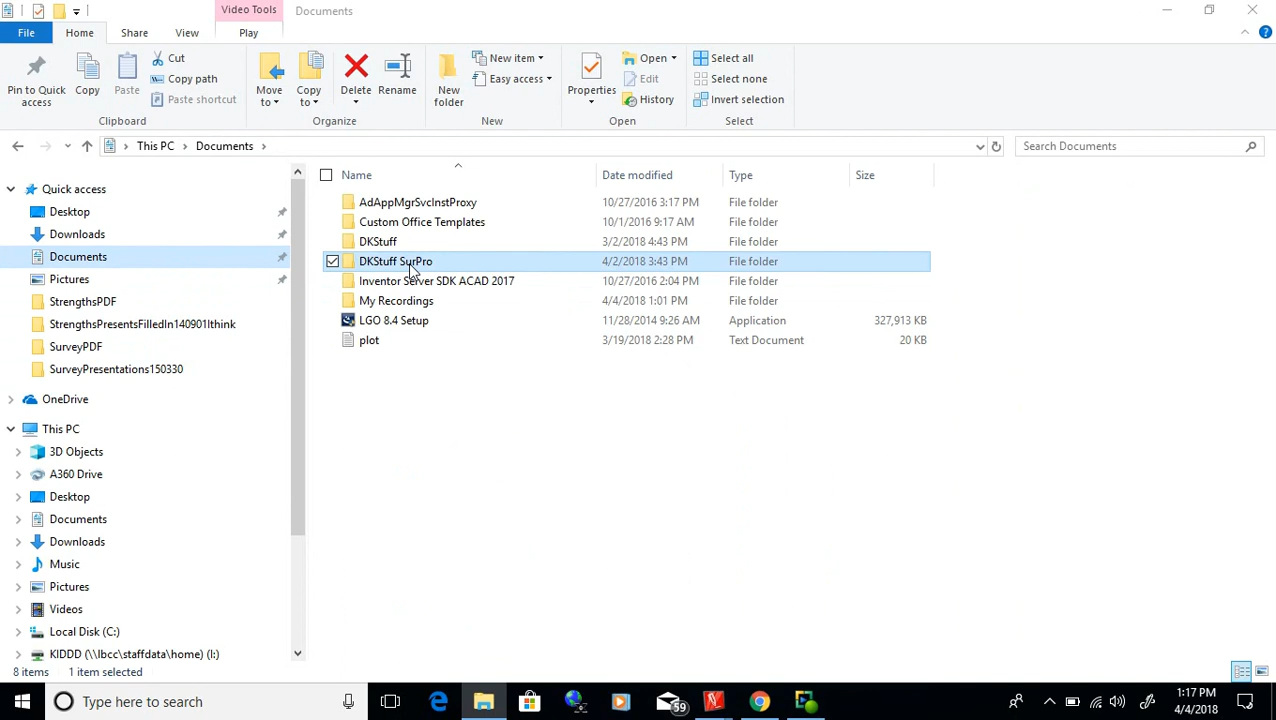 Video Tools
Documents
File
Home
Share
View
Play
Pin to Quick access
Copy
Paste
Cut
Copy path
Paste shortcut
Clipboard
Move to
Copy to
Delete
Rename
Organize
New folder
New item
Easy access
New
Properties
Open
Edit
History
Open
Select all
Select none
Invert selection
Select
This PC
Documents
Search Documents
Name
Date modified
Type
Size
AdAppMgrSvcInstProxy 10/27/2016 3:17 PM File folder
Custom Office Templates 10/1/2016 9:17 AM File folder
DKStuff 3/2/2018 4:43 PM File folder
DKStuff SurPro 4/2/2018 3:43 PM File folder
Inventor Server SDK ACAD 2017 10/27/2016 2:04 PM File folder
My Recordings 4/4/2018 1:01 PM File folder
LGO 8.4 Setup 11/28/2014 9:26 AM Application 327,913 KB
plot 3/19/2018 2:28 PM Text Document 20 KB
Quick access
Desktop
Downloads
Documents
Pictures
StrengthsPDF
StrengthsPresentsFilledIn140901Ithink
SurveyPDF
SurveyPresentations150330
OneDrive
This PC
3D Objects
A360 Drive
Desktop
Documents
Downloads
Music
Pictures
Videos
Local Disk (C:)
KIDDD (\\lbcc\staffdata\home) (I:)
8 items
1 item selected
Type here to search
59
1:17 PM
4/4/2018